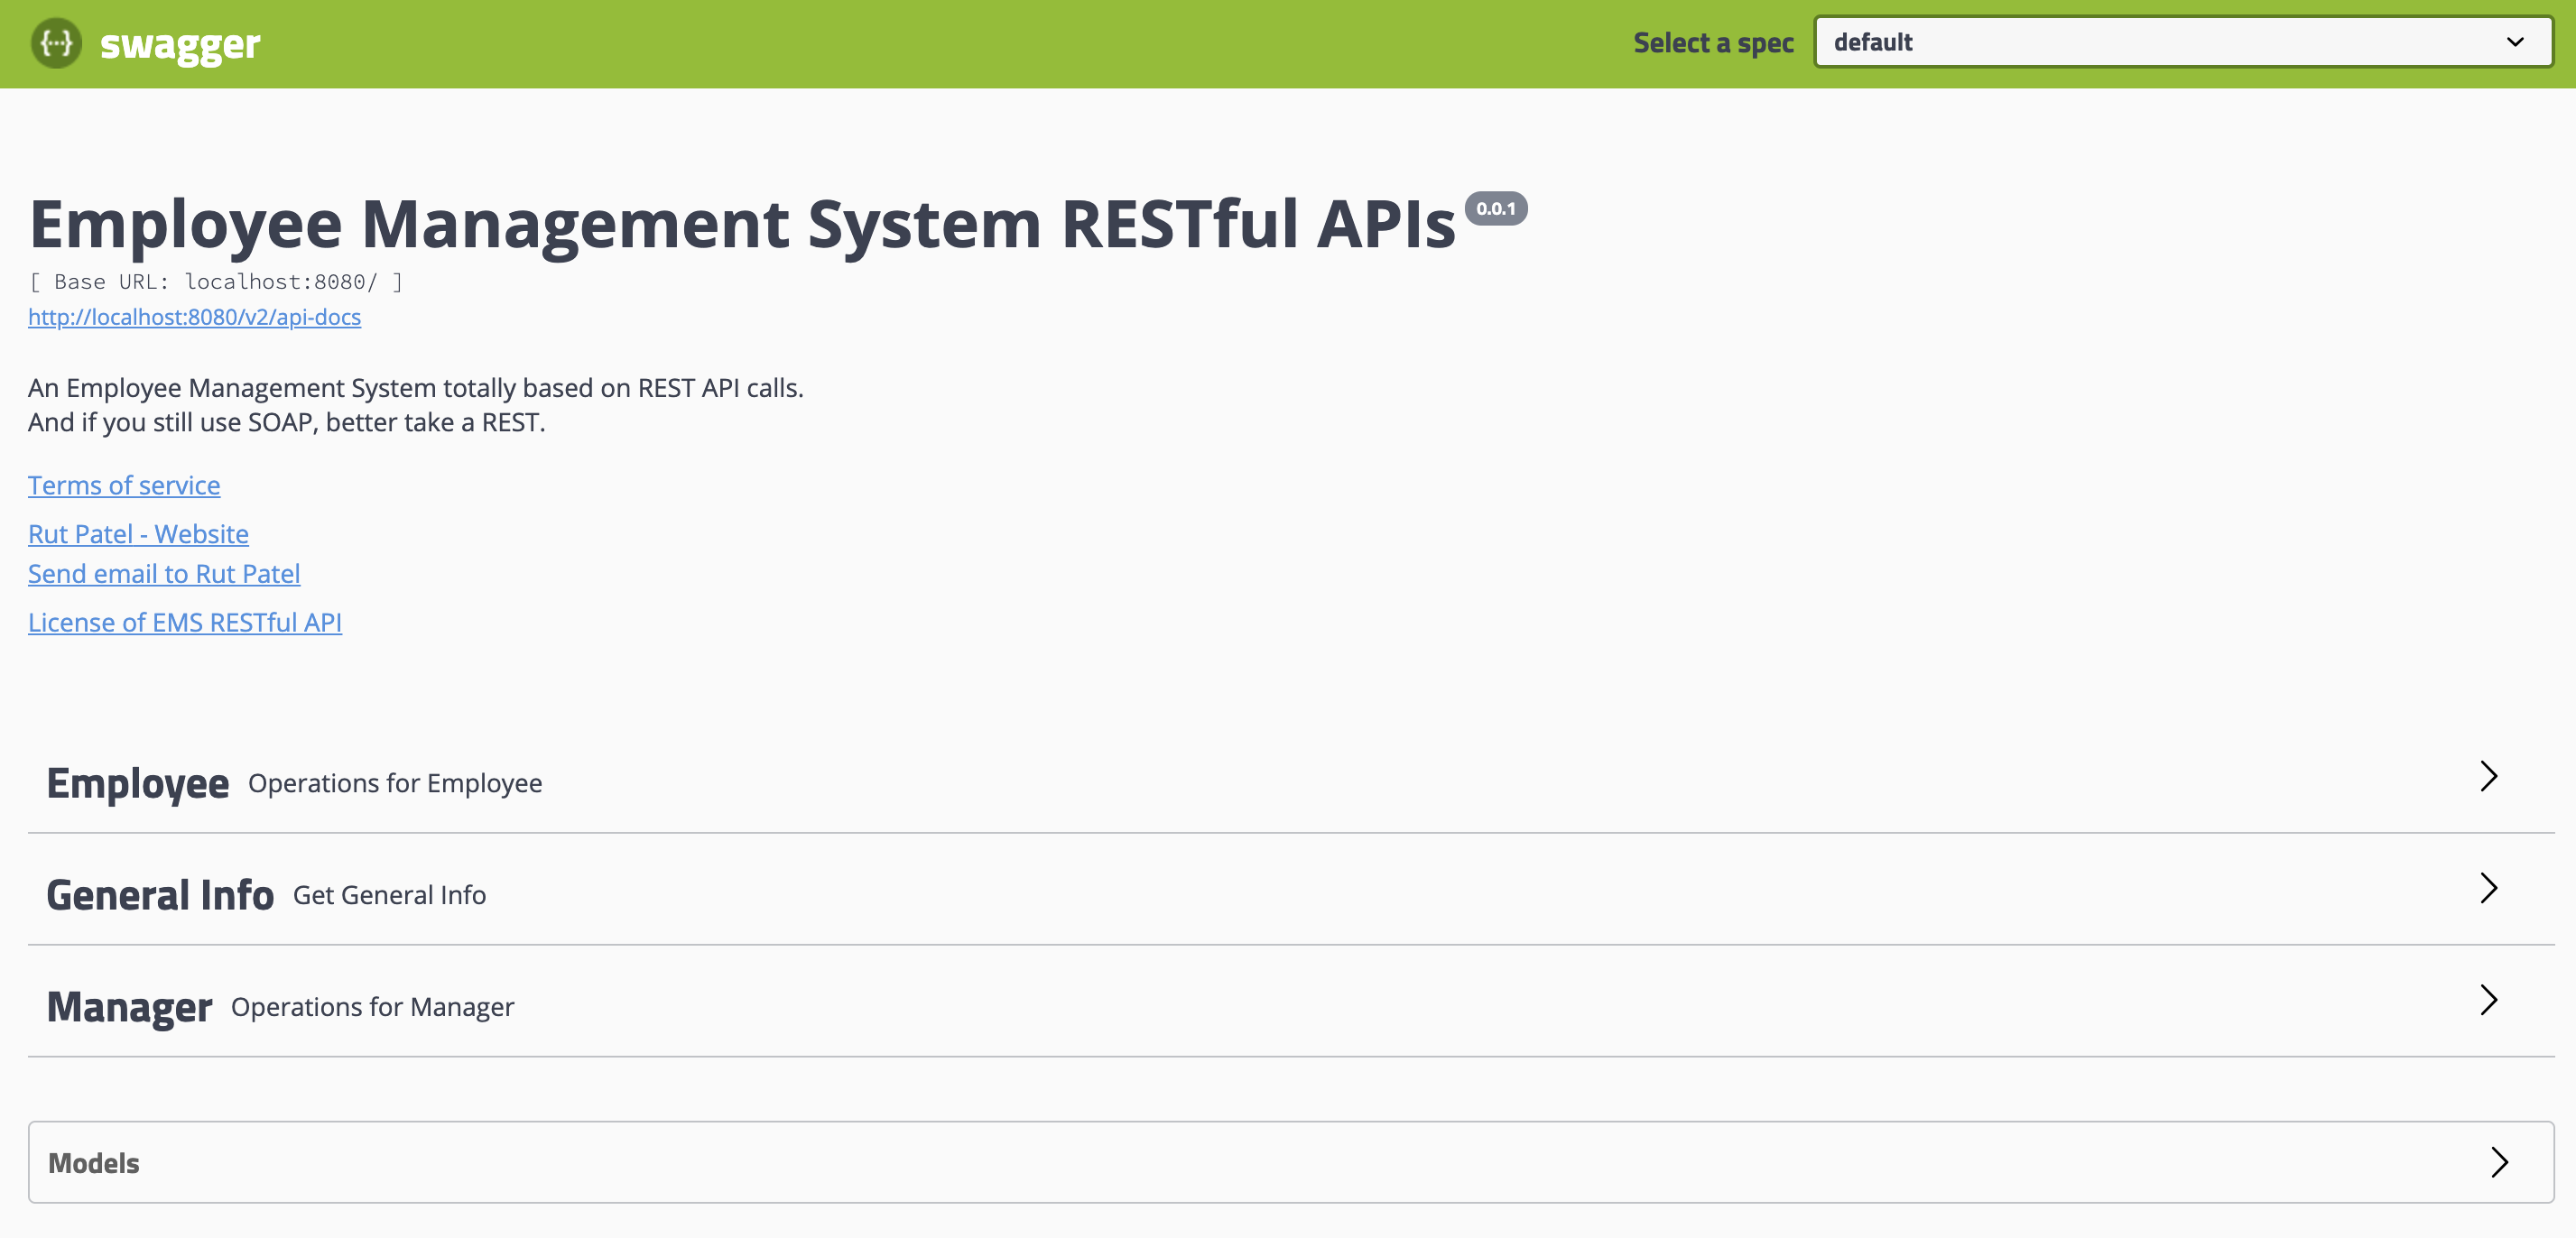 {···} swagger
Select a spec default
Employee Management System RESTful APIs 0.0.1
[ Base URL: localhost:8080/ ]
http://localhost:8080/v2/api-docs
An Employee Management System totally based on REST API calls.
And if you still use SOAP, better take a REST.
Terms of service
Rut Patel - Website
Send email to Rut Patel
License of EMS RESTful API
Employee Operations for Employee
General Info Get General Info
Manager Operations for Manager
Models